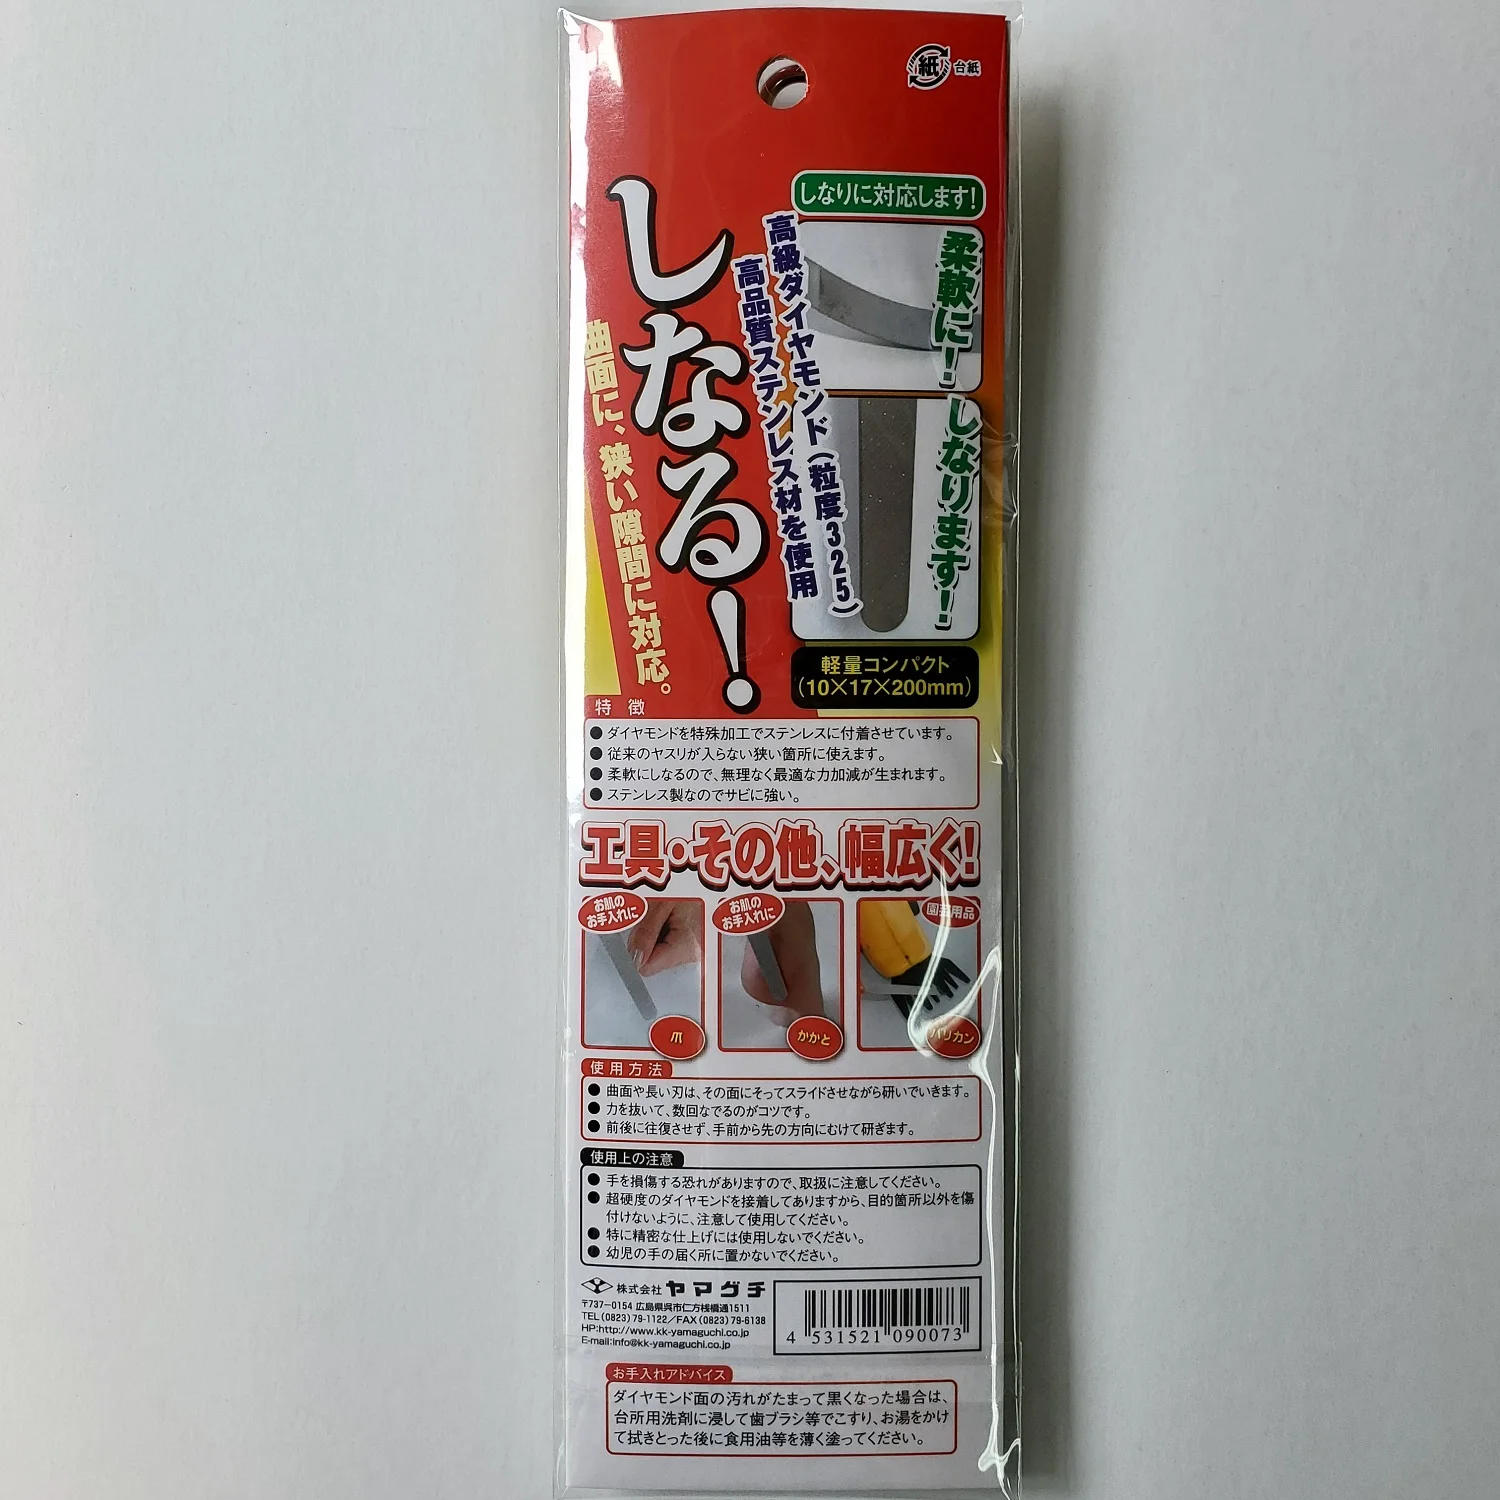 紙 台紙
しなる!
曲面に、狭い隙間に対応。
高級ダイヤモンド(粒度325)
高品質ステンレス材を使用
しなりに対応します!
柔軟に!しなります!
軽量コンパクト
(10×17×200mm)
特徴
●ダイヤモンドを特殊加工でステンレスに付着させています。
●従来のヤスリが入らない狭い箇所に使えます。
●柔軟にしなるので、無理なく最適な力加減が生まれます。
●ステンレス製なのでサビに強い。
工具・その他、幅広く!
お肌の
お手入れに
爪
お肌の
お手入れに
かかと
園芸用品
バリカン
使用方法
●曲面や長い刃は、その面にそってスライドさせながら研いでいきます。
●力を抜いて、数回なでるのがコツです。
●前後に往復させず、手前から先の方向にむけて研ぎます。
使用上の注意
●手を損傷する恐れがありますので、取扱に注意してください。
●超硬度のダイヤモンドを接着してありますから、目的箇所以外を傷
付けないように、注意して使用してください。
●特に精密な仕上げには使用しないでください。
●幼児の手の届く所に置かないでください。
株式会社 ヤマグチ
〒737-0154 広島県呉市仁方桟橋通1511
TEL(0823)79-1122/FAX(0823)79-6138
HP:http://www.kk-yamaguchi.co.jp
E-mail:info@kk-yamaguchi.co.jp
4 531521 090073
お手入れアドバイス
ダイヤモンド面の汚れがたまって黒くなった場合は、
台所用洗剤に浸して歯ブラシ等でこすり、お湯をかけ
て拭きとった後に食用油等を薄く塗ってください。